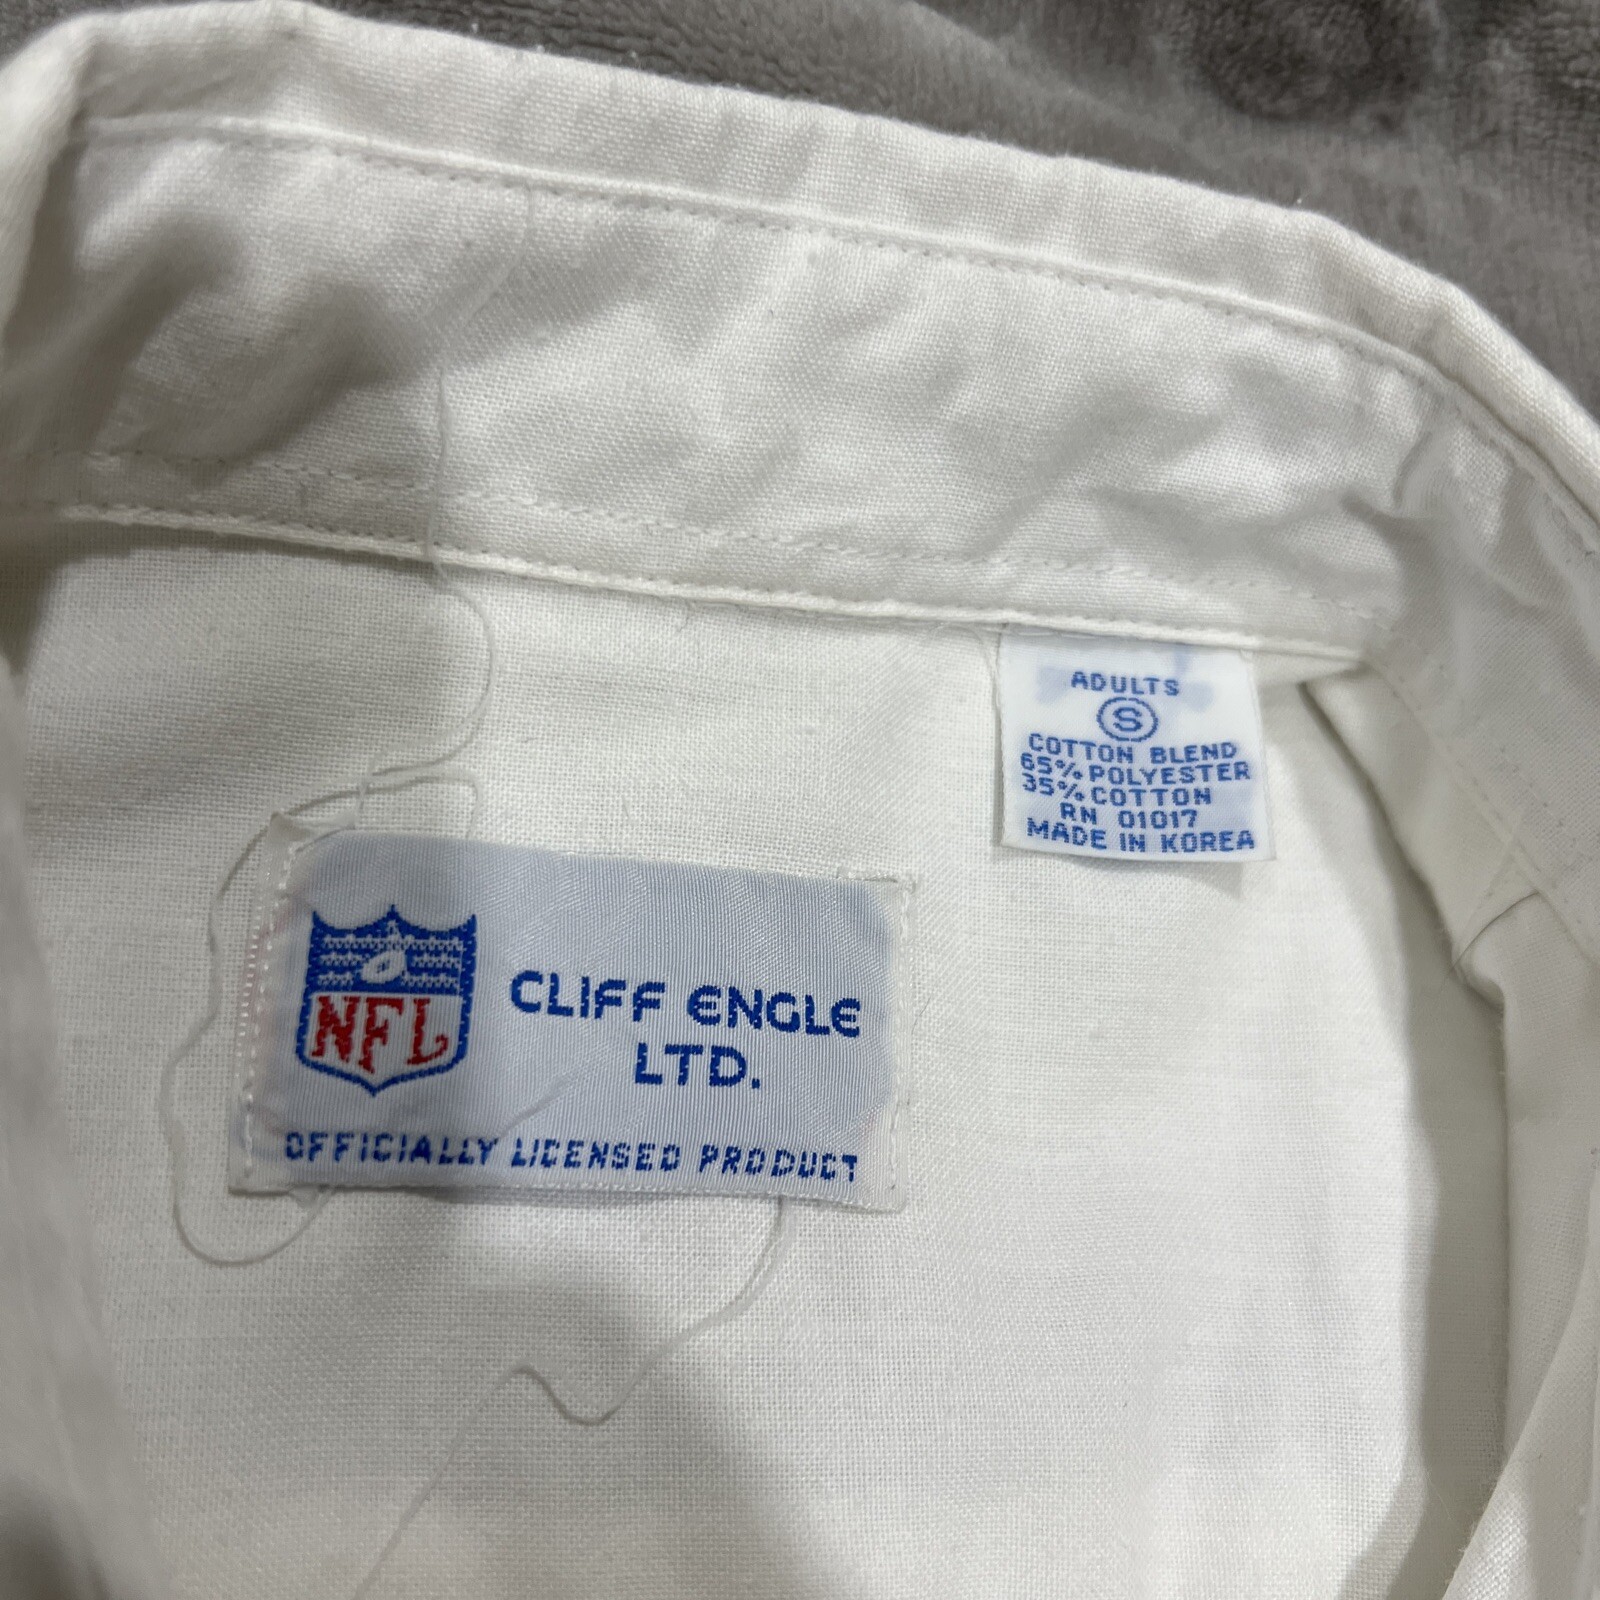 ADULTS
S
COTTON BLEND
65% POLYESTER
35% COTTON
RN 01017
MADE IN KOREA
NFL
CLIFF ENGLE
LTD.
OFFICIALLY LICENSED PRODUCT